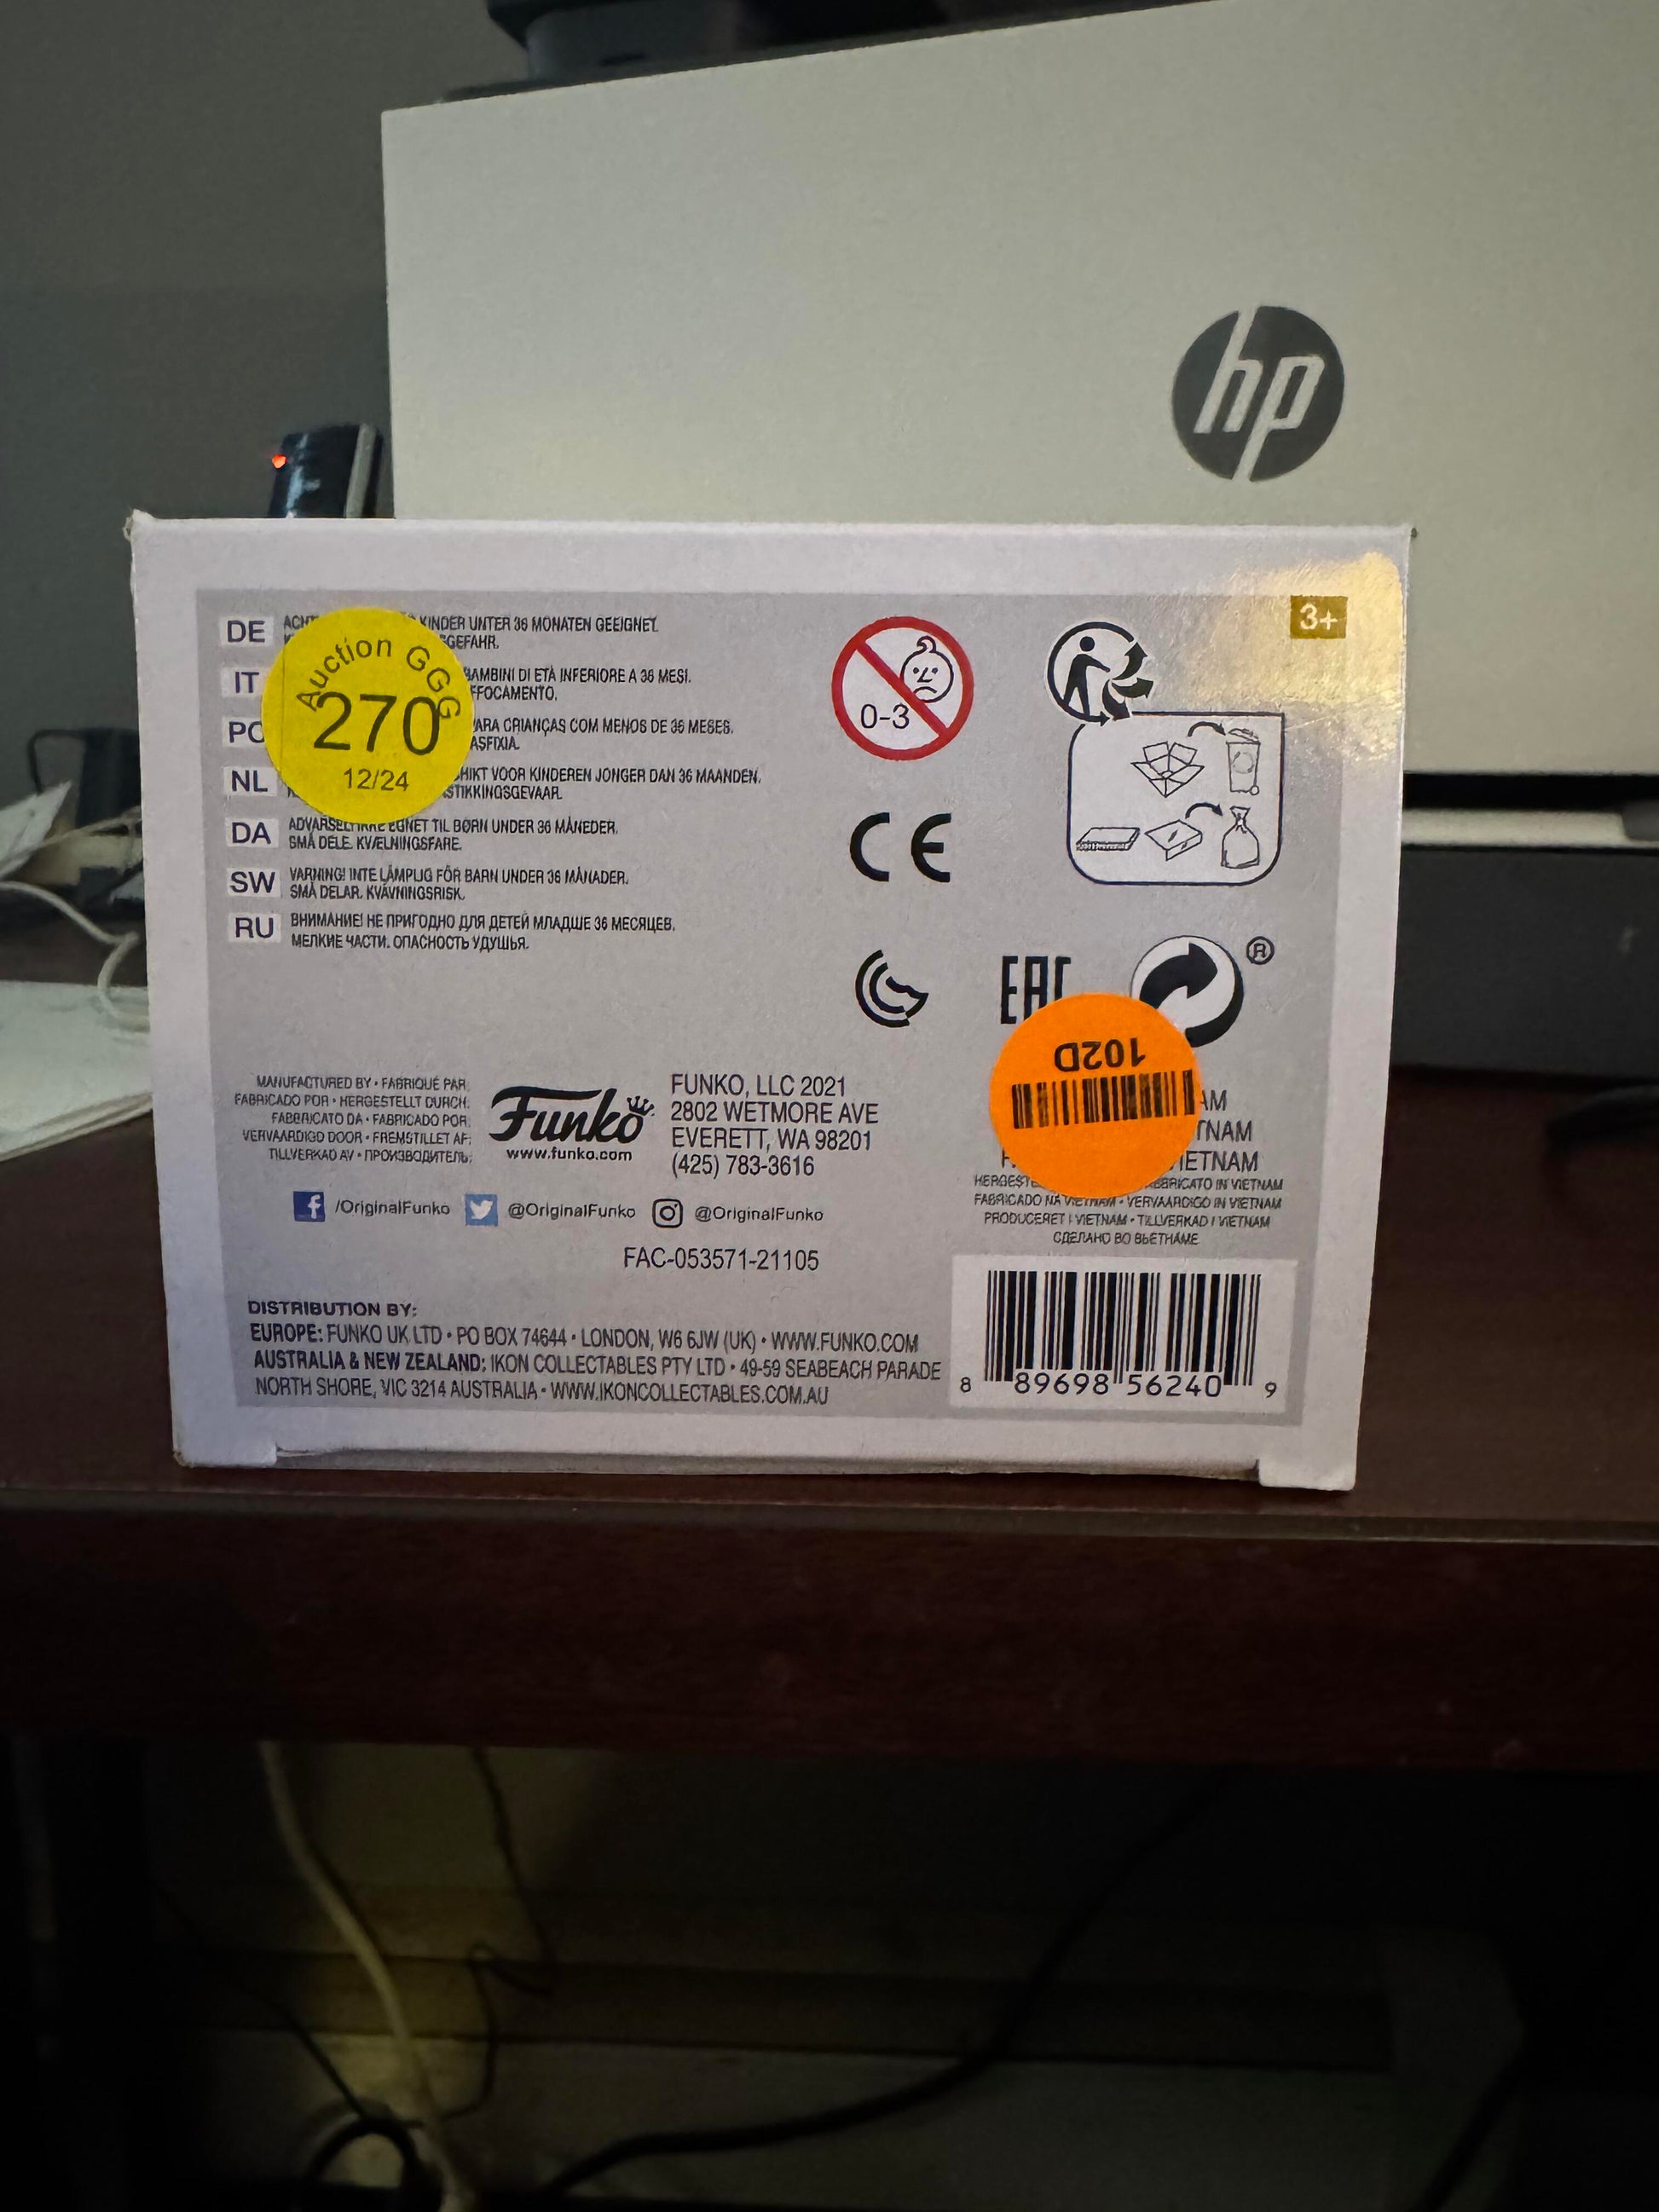 hp
3+
DE KINDER UNTER 36 MONATEN GEEIGNET.
IT BAMBINI DI ETÀ INFERIORE A 36 MESI.
FFOCAMENTO.
PO PARA CRIANÇAS COM MENOS DE 36 MESES.
ASFIXIA.
NL VOOR KINDEREN JONGER DAN 36 MAANDEN.
STIKKINGSGEVAAR.
DA EGNET TIL BØRN UNDER 36 MÅNEDER.
SMÅ DELE. KVÆLNINGSFARE.
SW VARNING! INTE LÄMPLIG FÖR BARN UNDER 36 MÅNADER.
SMÅ DELAR. KVÄVNINGSRISK.
RU ВНИМАНИЕ! НЕ ПРИГОДНО ДЛЯ ДЕТЕЙ МЛАДШЕ 36 МЕСЯЦЕВ.
МЕЛКИЕ ЧАСТИ. ОПАСНОСТЬ УДУШЬЯ.
Auction GGG
270
12/24
0-3
CE
EAC
®
102D
MANUFACTURED BY • FABRIQUÉ PAR:
FABRICADO POR • HERGESTELLT DURCH:
FABBRICATO DA • FABRICADO POR:
VERVAARDIGD DOOR • FREMSTILLET AF:
TILLVERKAD AV • ПРОИЗВОДИТЕЛЬ:
Funko
www.funko.com
FUNKO, LLC 2021
2802 WETMORE AVE
EVERETT, WA 98201
(425) 783-3616
/OriginalFunko @OriginalFunko @OriginalFunko
FAC-053571-21105
AM
TNAM
IETNAM
HERGESTE BBRICATO IN VIETNAM
FABRICADO NA VIETNAM • VERVAARDIGD IN VIETNAM
PRODUCERET I VIETNAM • TILLVERKAD I VIETNAM
СДЕЛАНО ВО ВЬЕТНАМЕ
DISTRIBUTION BY:
EUROPE: FUNKO UK LTD • PO BOX 74644 • LONDON, W6 6JW (UK) • WWW.FUNKO.COM
AUSTRALIA & NEW ZEALAND: IKON COLLECTABLES PTY LTD • 49-59 SEABEACH PARADE
NORTH SHORE, VIC 3214 AUSTRALIA • WWW.IKONCOLLECTABLES.COM.AU
8 89698 56240 9